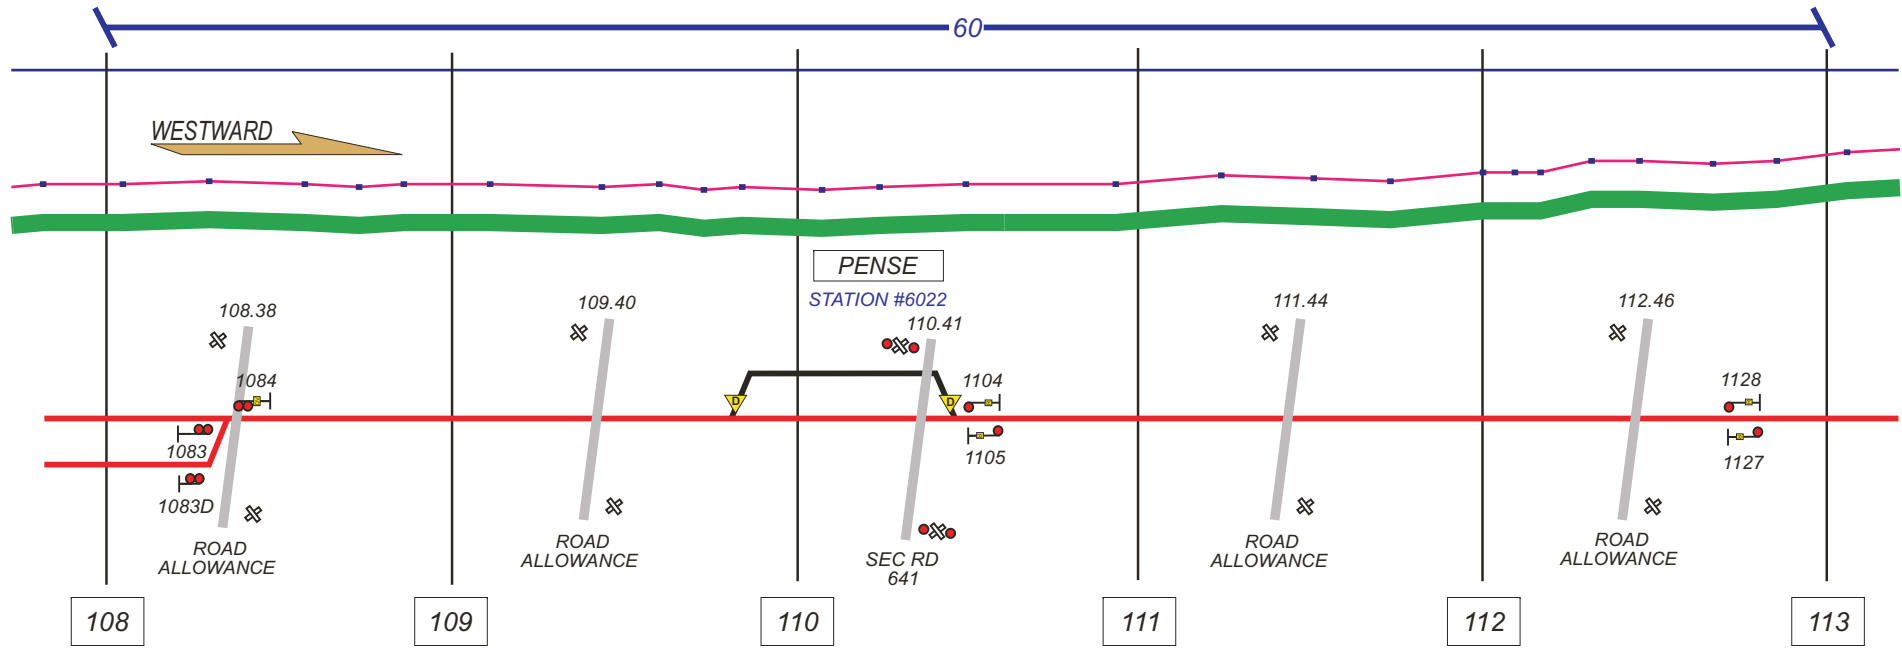 60
WESTWARD
PENSE
STATION #6022
108.38
109.40
110.41
111.44
112.46
1084
1104
1128
D
D
1083
1105
1127
1083D
ROAD
ALLOWANCE
ROAD
ALLOWANCE
SEC RD
641
ROAD
ALLOWANCE
ROAD
ALLOWANCE
108
109
110
111
112
113